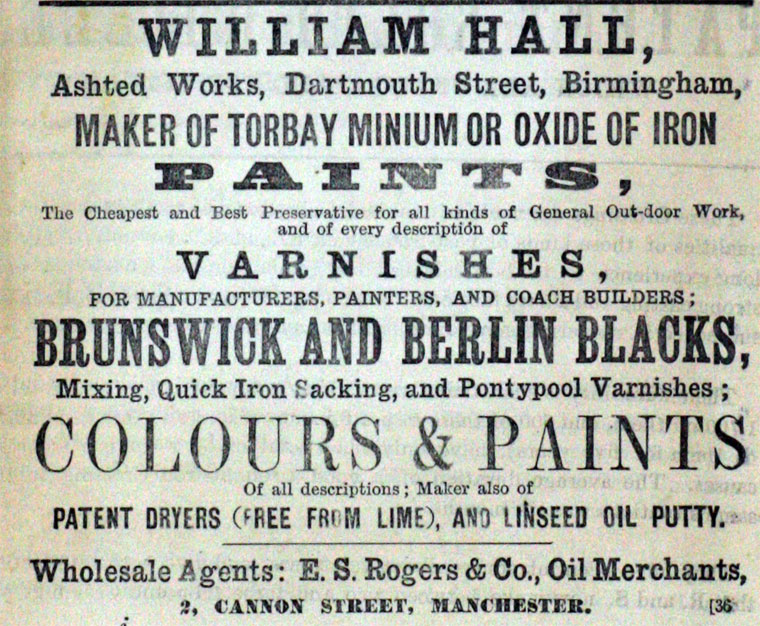 WILLIAM HALL,
Ashted Works, Dartmouth Street, Birmingham,
MAKER OF TORBAY MINIUM OR OXIDE OF IRON
PAINTS,
The Cheapest and Best Preservative for all kinds of General Out-door Work,
and of every description of
VARNISHES,
FOR MANUFACTURERS, PAINTERS, AND COACH BUILDERS;
BRUNSWICK AND BERLIN BLACKS,
Mixing, Quick Iron Sacking, and Pontypool Varnishes,;
COLOURS & PAINTS
Of all descriptions; Maker also of
PATENT DRYERS (FREE FROM LIME), AND LINSEED OIL PUTTY.
Wholesale Agents: E. S. Rogers & Co., Oil Merchants,
2, CANNON STREET, MANCHESTER. [36